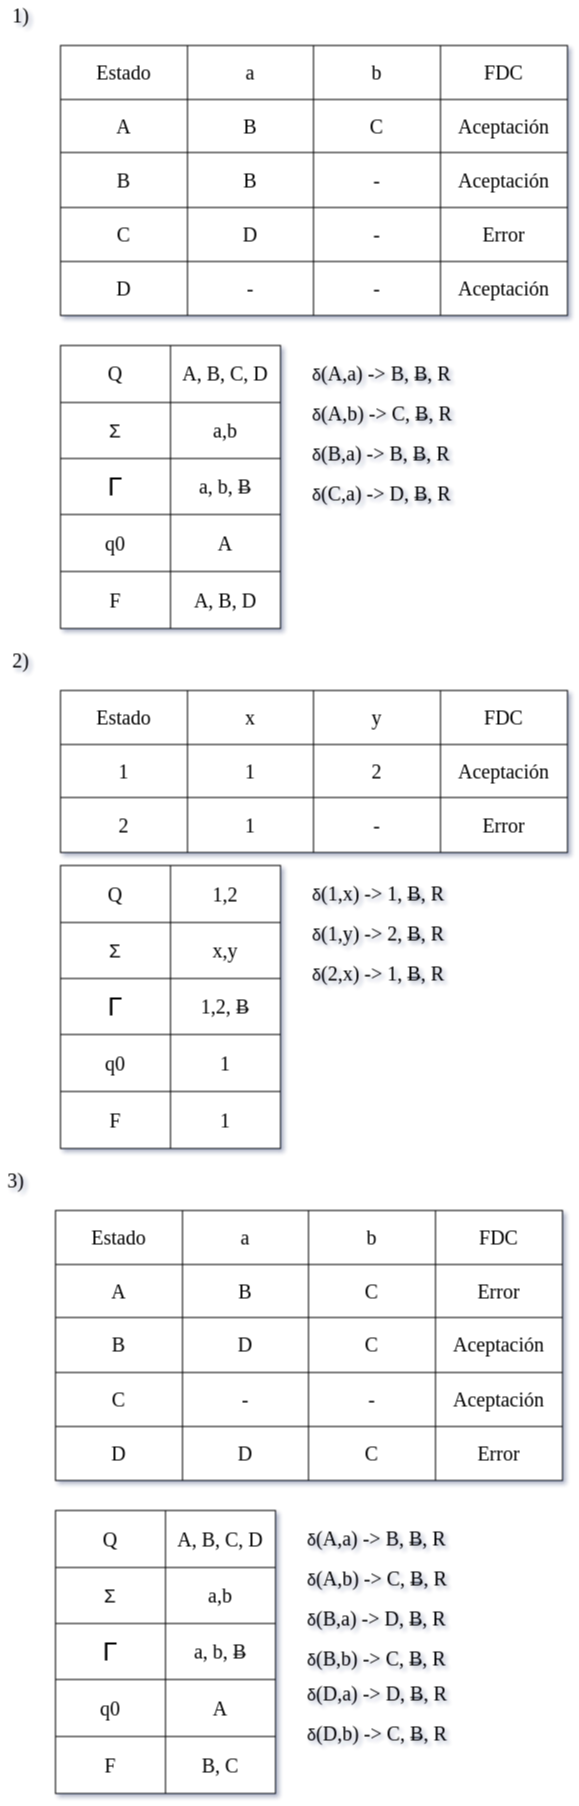 1)
Estado a b FDC
A B C Aceptación
B B - Aceptación
C D - Error
D - - Aceptación
Q A, B, C, D
Σ a,b
Γ a, b, Ƀ
q0 A
F A, B, D
δ(A,a) -> B, Ƀ, R
δ(A,b) -> C, Ƀ, R
δ(B,a) -> B, Ƀ, R
δ(C,a) -> D, Ƀ, R
2)
Estado x y FDC
1 1 2 Aceptación
2 1 - Error
Q 1,2
Σ x,y
Γ 1,2, Ƀ
q0 1
F 1
δ(1,x) -> 1, Ƀ, R
δ(1,y) -> 2, Ƀ, R
δ(2,x) -> 1, Ƀ, R
3)
Estado a b FDC
A B C Error
B D C Aceptación
C - - Aceptación
D D C Error
Q A, B, C, D
Σ a,b
Γ a, b, Ƀ
q0 A
F B, C
δ(A,a) -> B, Ƀ, R
δ(A,b) -> C, Ƀ, R
δ(B,a) -> D, Ƀ, R
δ(B,b) -> C, Ƀ, R
δ(D,a) -> D, Ƀ, R
δ(D,b) -> C, Ƀ, R